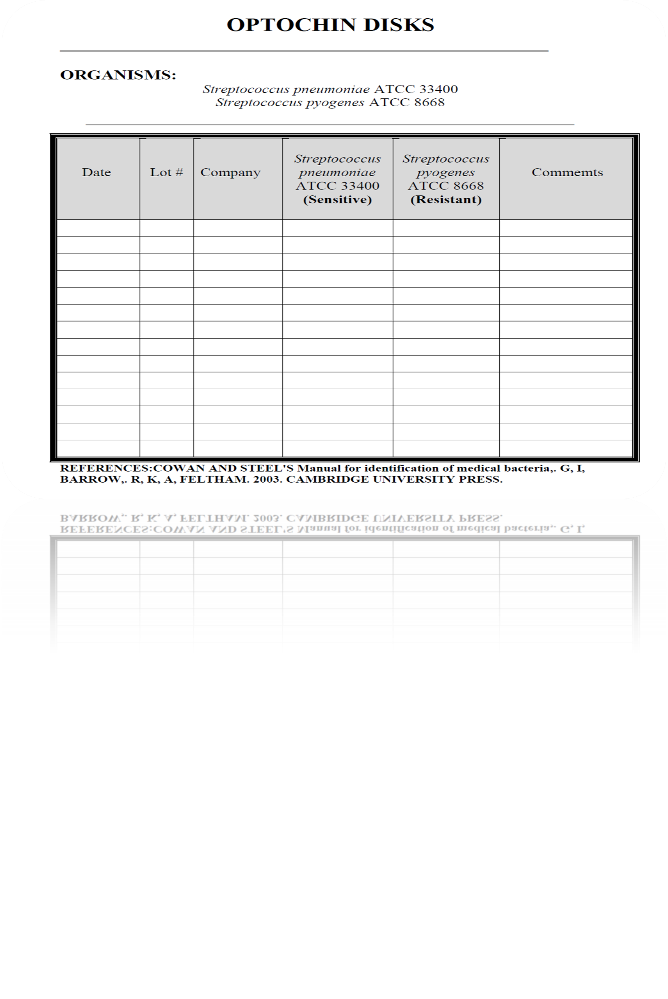 OPTOCHIN DISKS
ORGANISMS:
Streptococcus pneumoniae ATCC 33400
Streptococcus pyogenes ATCC 8668
Date
Lot #
Company
Streptococcus
pneumoniae
ATCC 33400
(Sensitive)
Streptococcus
pyogenes
ATCC 8668
(Resistant)
Commemts
REFERENCES:COWAN AND STEEL'S Manual for identification of medical bacteria,. G, I,
BARROW,. R, K, A, FELTHAM. 2003. CAMBRIDGE UNIVERSITY PRESS.